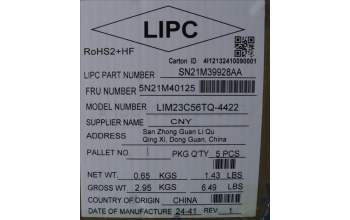 LIPC
RoHS2+HF
Carton ID 4I12132410090001
LIPC PART NUMBER SN21M39928AA
FRU NUMBER 5N21M40125
MODEL NUMBER LIM23C56TQ-4422
SUPPLIER NAME CNY
ADDRESS San Zhong Guan Li Qu
Qing Xi, Dong Guan, China
PALLET NO 1 PKG Q'TY 5 PCS
NET WT. 0.65 KGS 1.43 LBS
GROSS WT 2.95 KGS 6.49 LBS
COUNTRY OF ORIGIN CHINA
DATE OF MANUFACTURE 24-41 REV 1